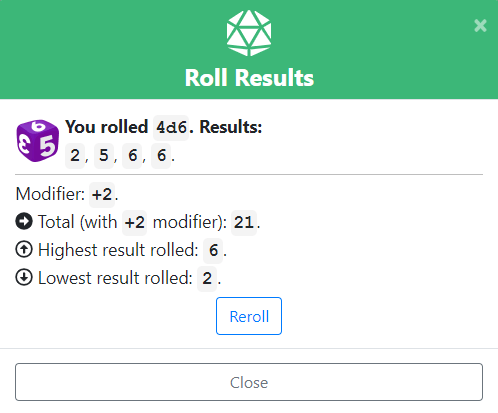 ×
Roll Results
You rolled 4d6. Results:
2, 5, 6, 6.
Modifier: +2.
Total (with +2 modifier): 21.
Highest result rolled: 6.
Lowest result rolled: 2.
Reroll
Close